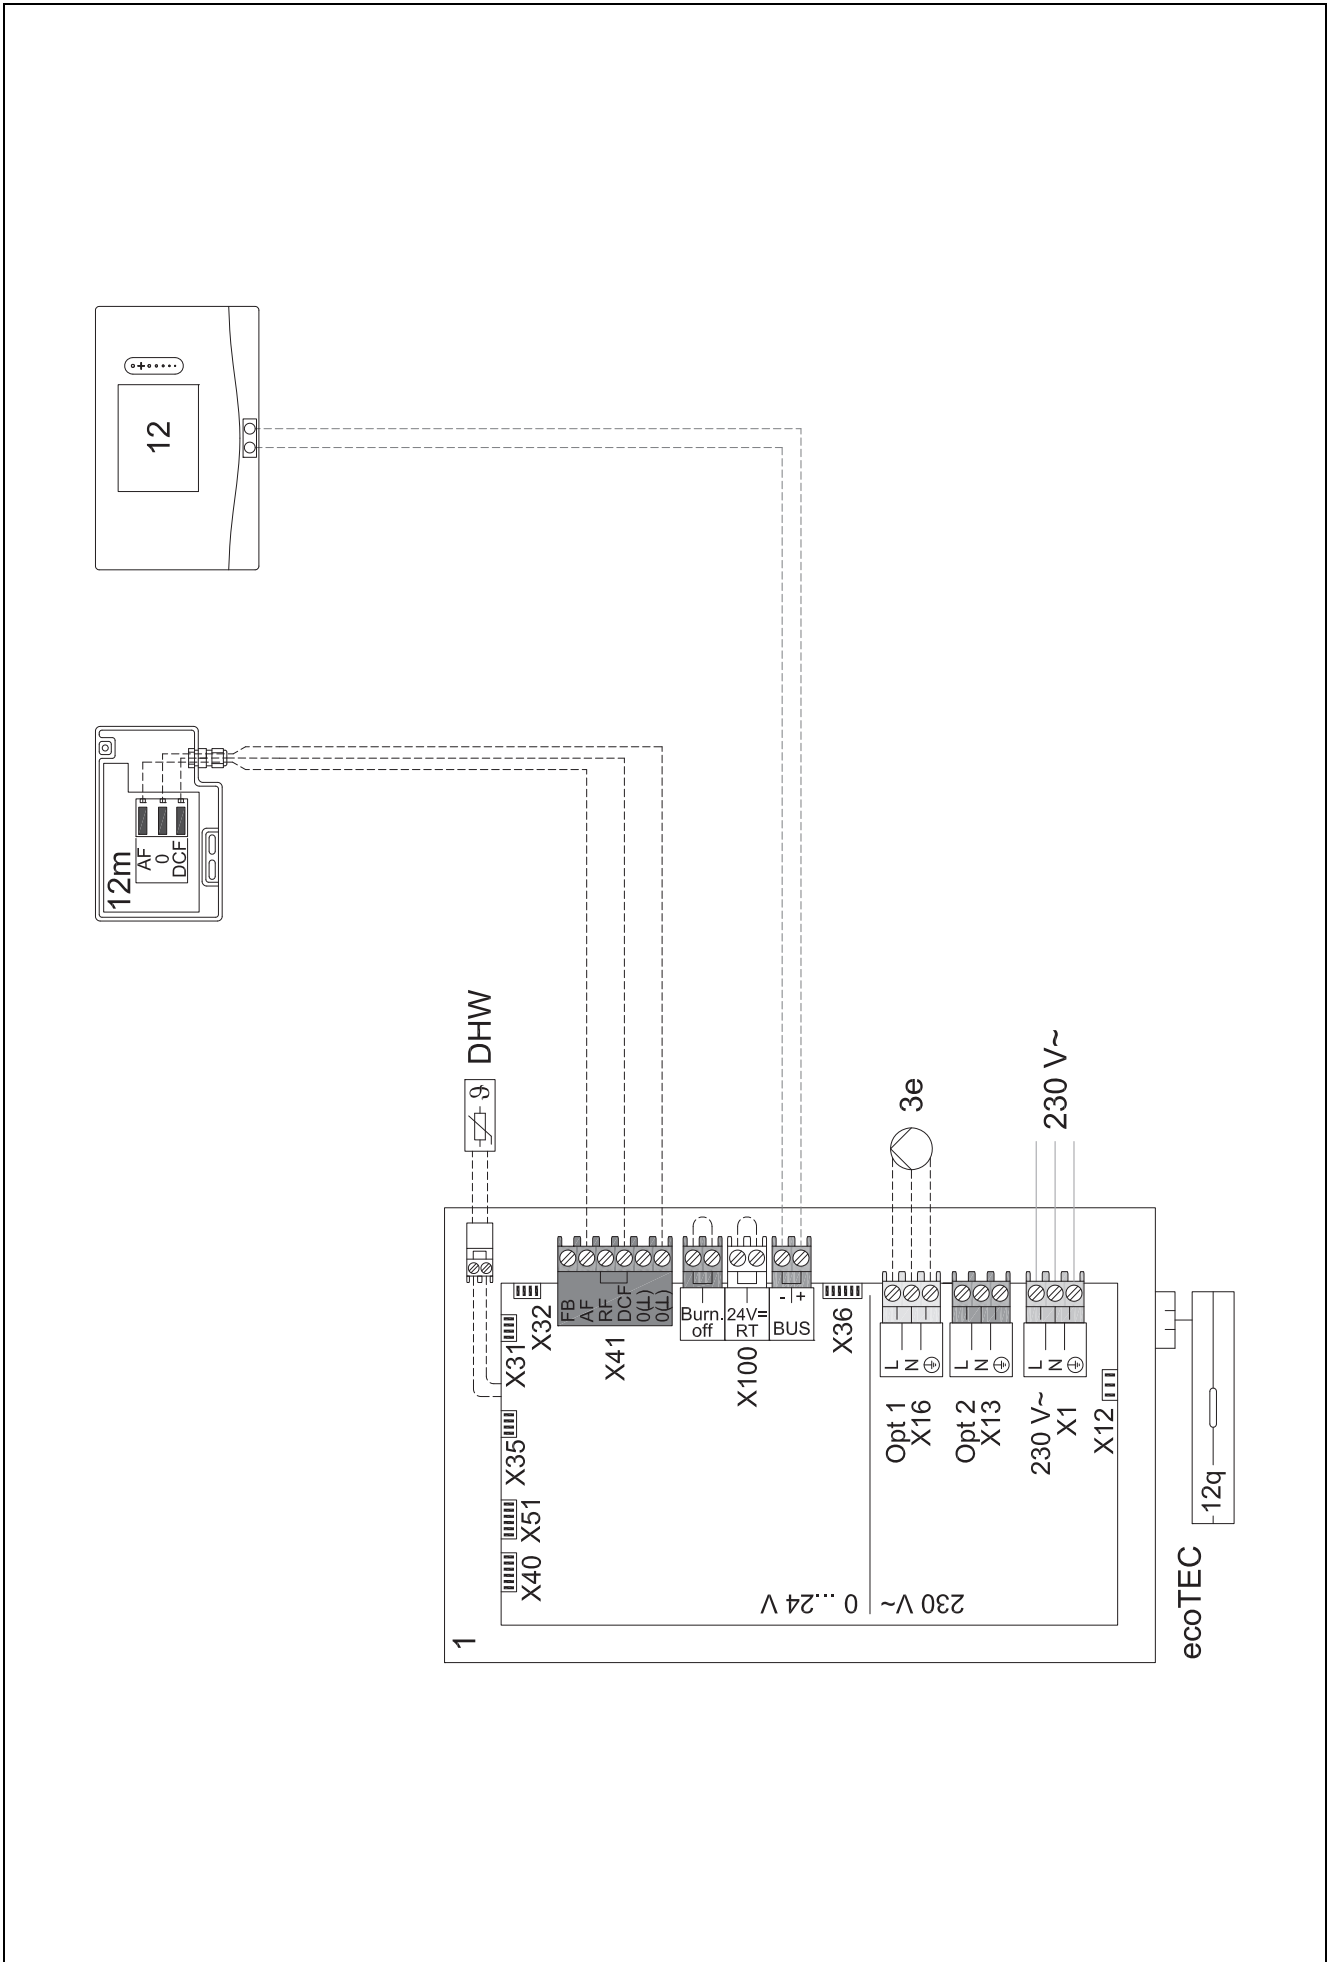 12
12m
AF
0
DCF
DHW
ϑ
3e
230 V~
X32
X31
X35
X51
X40
FB
AF
RF
DCF
0(⊥)
0(⊥)
X41
Burn.
off
24V=
RT
X100
- +
BUS
X36
L
N
Opt 1
X16
L
N
Opt 2
X13
L
N
230 V~
X1
X12
0...24 V
230 V~
1
12q
ecoTEC